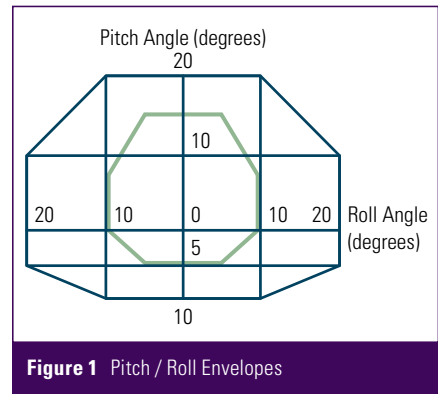 Pitch Angle (degrees)
20
10
20 10 0 10 20 Roll Angle
(degrees)
5
10
Figure 1 Pitch / Roll Envelopes